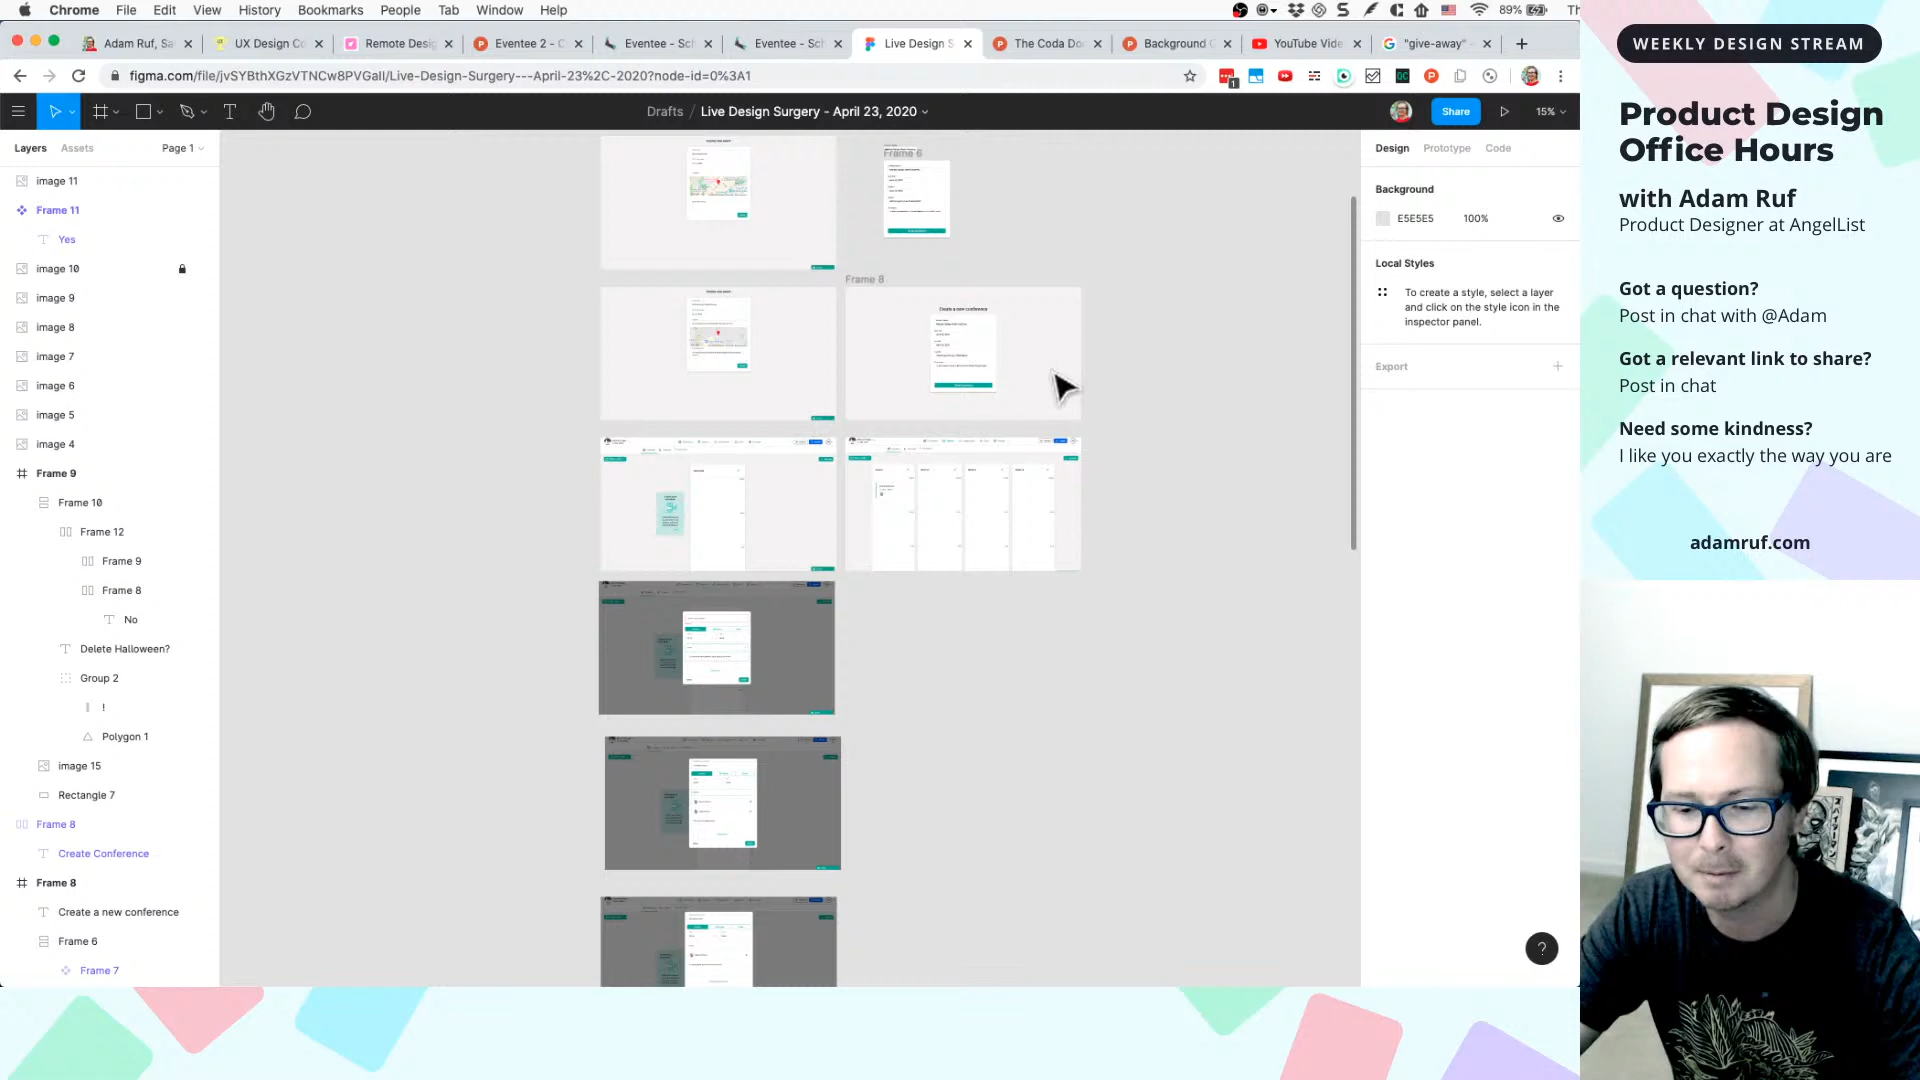 Chrome File Edit View History Bookmarks People Tab Window Help
89%
Th
Adam Ruf, Sa
UX Design Co
Remote Desig
Eventee 2 - C
Eventee - Sch
Eventee - Sch
Live Design S
The Coda Do
Background
YouTube Vide
"give-away" -
figma.com/file/jvSYBthXGzVTNCw8PVGaII/Live-Design-Surgery---April-23%2C-2020?node-id=0%3A1
Drafts / Live Design Surgery - April 23, 2020
Share
15%
Layers Assets Page 1
image 11
Frame 11
Yes
image 10
image 9
image 8
image 7
image 6
image 5
image 4
Frame 9
Frame 10
Frame 12
Frame 9
Frame 8
No
Delete Halloween?
Group 2
!
Polygon 1
image 15
Rectangle 7
Frame 8
Create Conference
Frame 8
Create a new conference
Frame 6
Frame 7
Frame 6
Frame 8
Create a new conference
Design Prototype Code
Background
E5E5E5 100%
Local Styles
To create a style, select a layer
and click on the style icon in the
inspector panel.
Export
?
WEEKLY DESIGN STREAM
Product Design
Office Hours
with Adam Ruf
Product Designer at AngelList
Got a question?
Post in chat with @Adam
Got a relevant link to share?
Post in chat
Need some kindness?
I like you exactly the way you are
adamruf.com